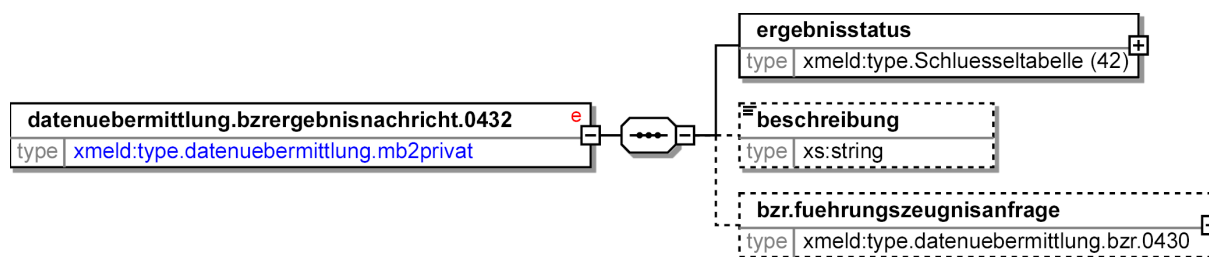 ergebnisstatus
type xmeld:type.Schluesseltabelle (42)
datenuebermittlung.bzrergebnisnachricht.0432 e
type xmeld:type.datenuebermittlung.mb2privat
beschreibung
type xs:string
bzr.fuehrungszeugnisanfrage
type xmeld:type.datenuebermittlung.bzr.0430